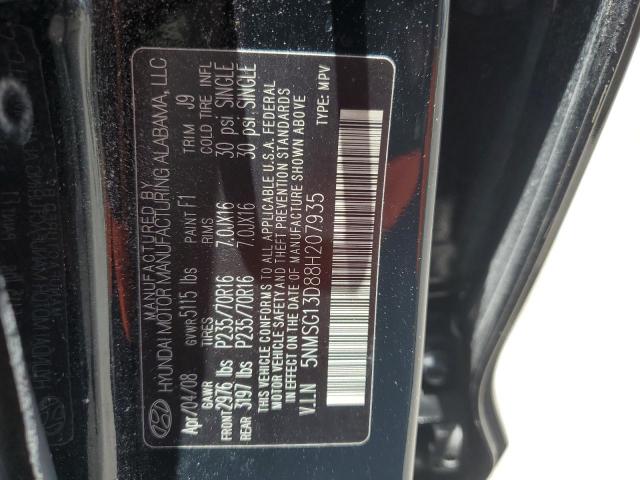 MANUFACTURED BY
HYUNDAI MOTOR MANUFACTURING ALABAMA, LLC
Apr/04/08 GVWR 5115 lbs PAINT F1 TRIM J9
GAWR TIRES RIMS COLD TIRE INFL
FRONT 2976 lbs P235/70R16 7.0JX16 30 psi SINGLE
REAR 3197 lbs P235/70R16 7.0JX16 30 psi SINGLE
THIS VEHICLE CONFORMS TO ALL APPLICABLE U.S.A. FEDERAL
MOTOR VEHICLE SAFETY AND THEFT PREVENTION STANDARDS
IN EFFECT ON THE DATE OF MANUFACTURE SHOWN ABOVE
V.I.N 5NMSG13D88H207935 TYPE: MPV